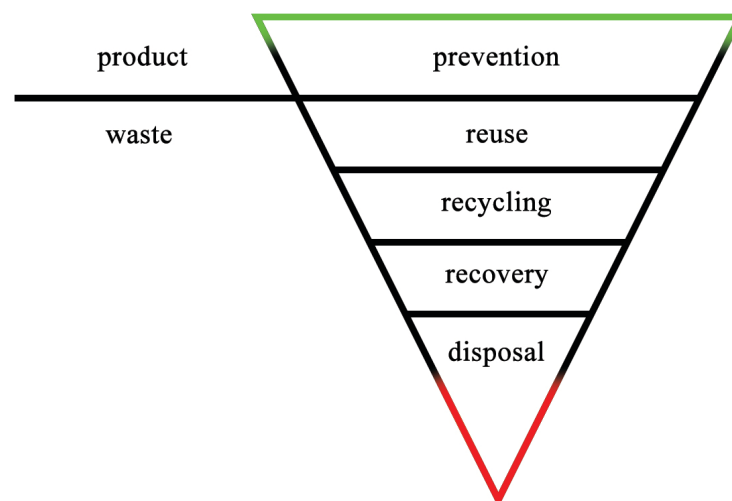 product prevention
waste reuse
recycling
recovery
disposal